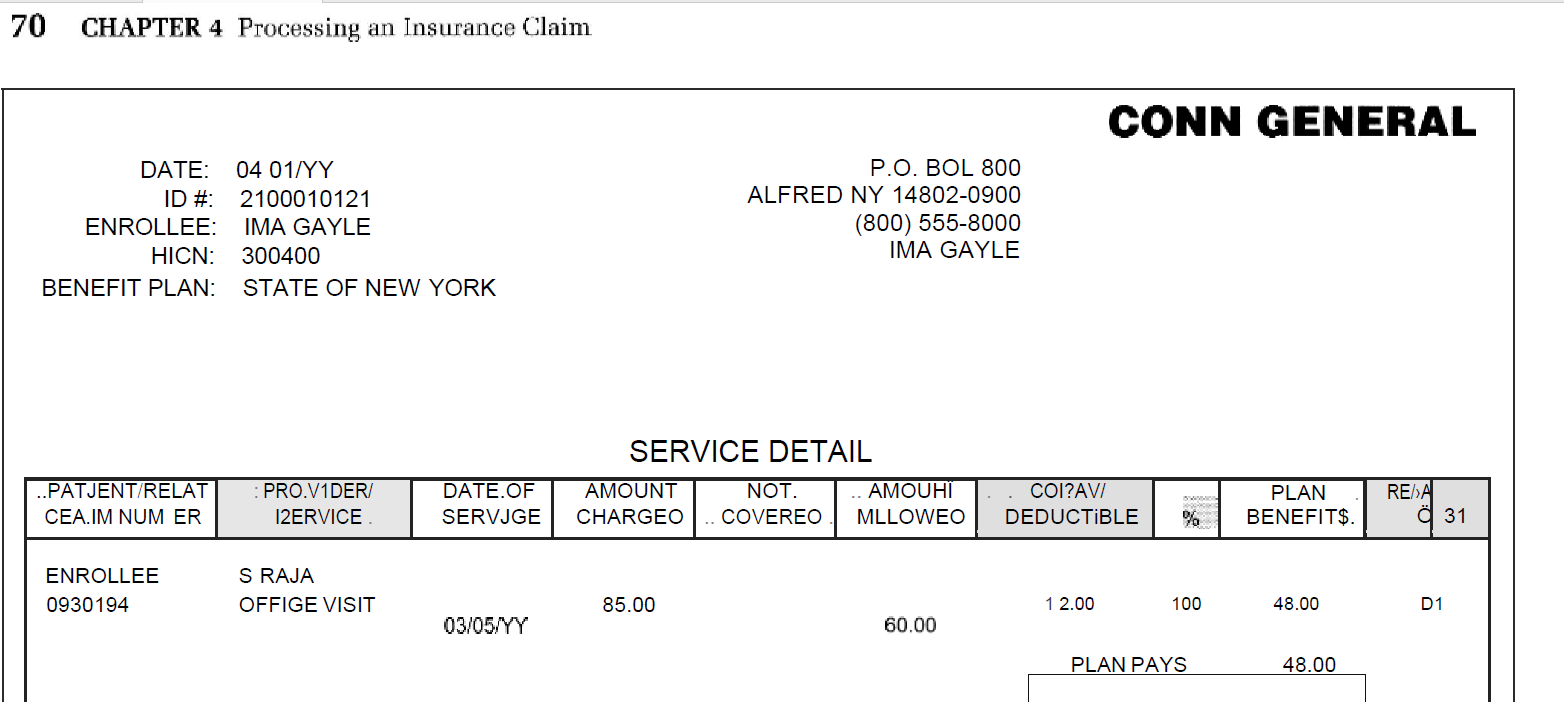 70 CHAPTER 4 Processing an Insurance Claim
CONN GENERAL
DATE: 04 01/YY
ID #: 2100010121
ENROLLEE: IMA GAYLE
HICN: 300400
BENEFIT PLAN: STATE OF NEW YORK
P.O. BOL 800
ALFRED NY 14802-0900
(800) 555-8000
IMA GAYLE
SERVICE DETAIL
..PATJENT/RELAT : PRO.V1DER/ DATE.OF AMOUNT NOT. .. AMOUHÏ . . COI?AV/ PLAN . RE/›A
CEA.IM NUM ER I2ERVICE . SERVJGE CHARGEO .. COVEREO . MLLOWEO DEDUCTiBLE % BENEFIT$. Ö 31
ENROLLEE S RAJA
0930194 OFFIGE VISIT 85.00 1 2.00 100 48.00 D1
03/05/YY 60.00
PLAN PAYS 48.00